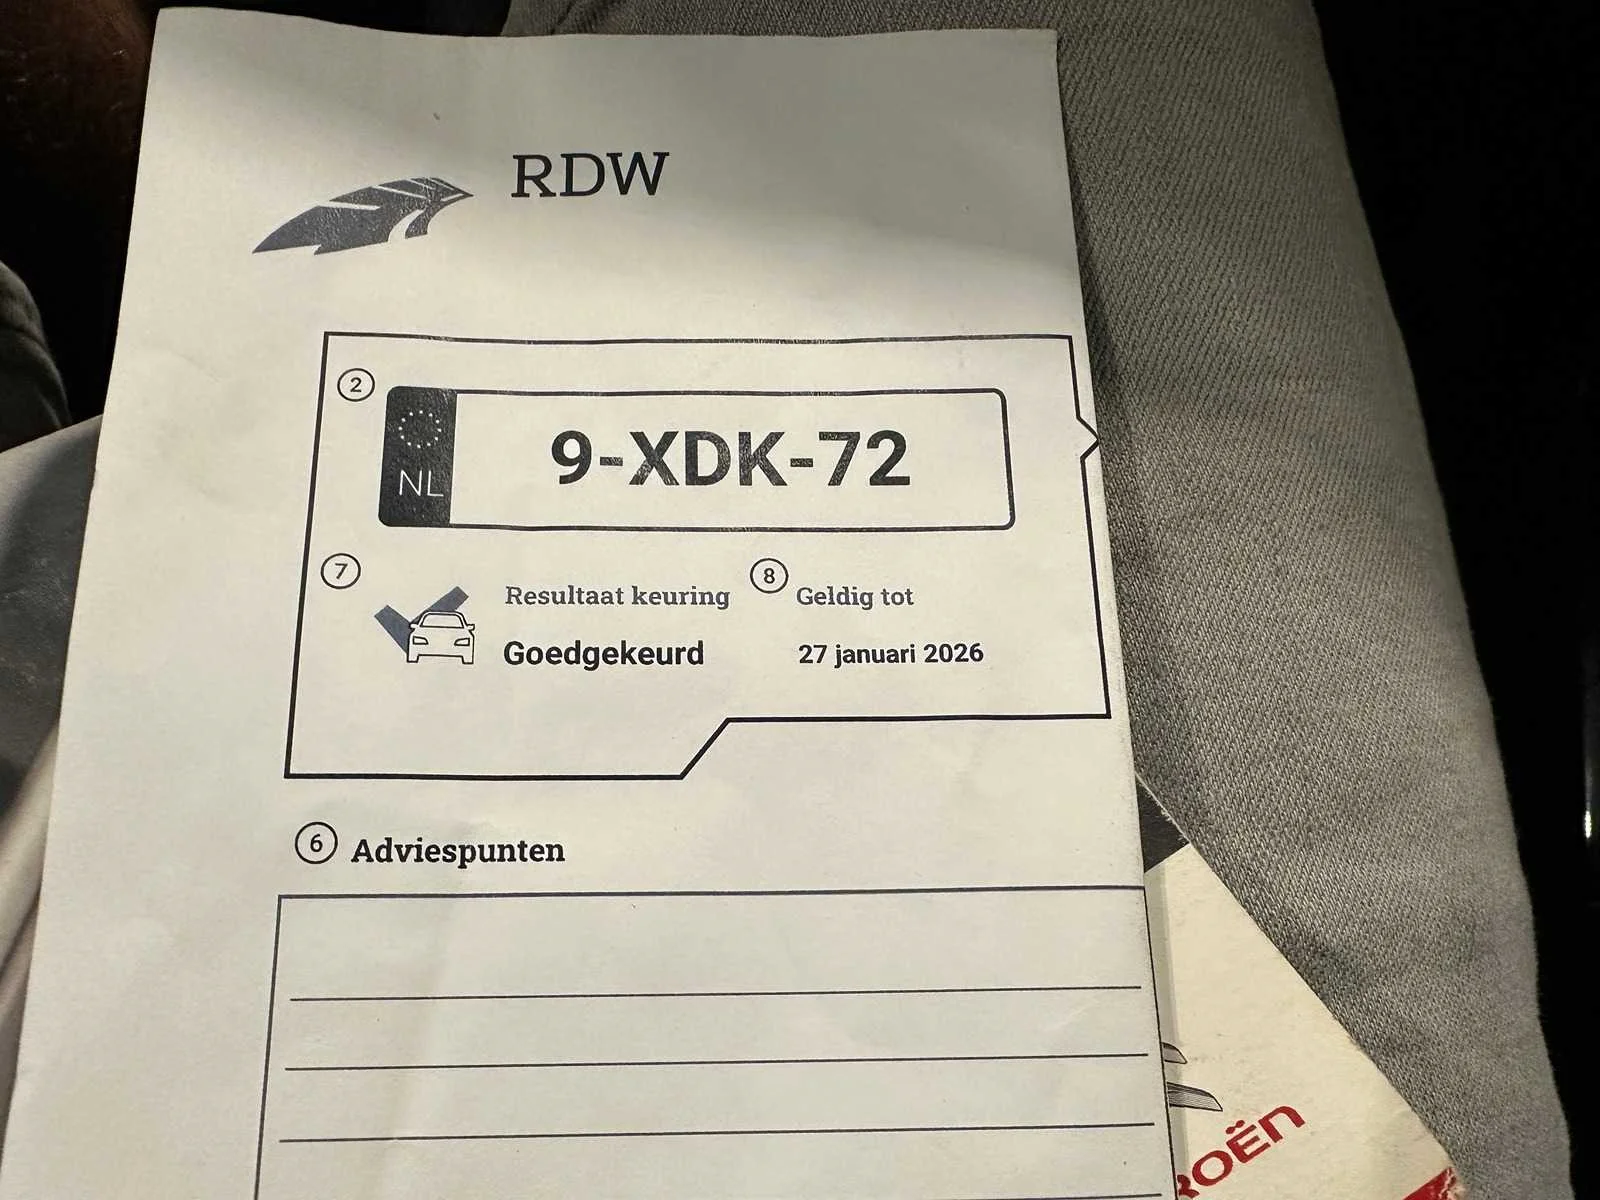 RDW
2
NL
9-XDK-72
7
Resultaat keuring
8
Geldig tot
Goedgekeurd
27 januari 2026
6
Adviespunten
ROËN